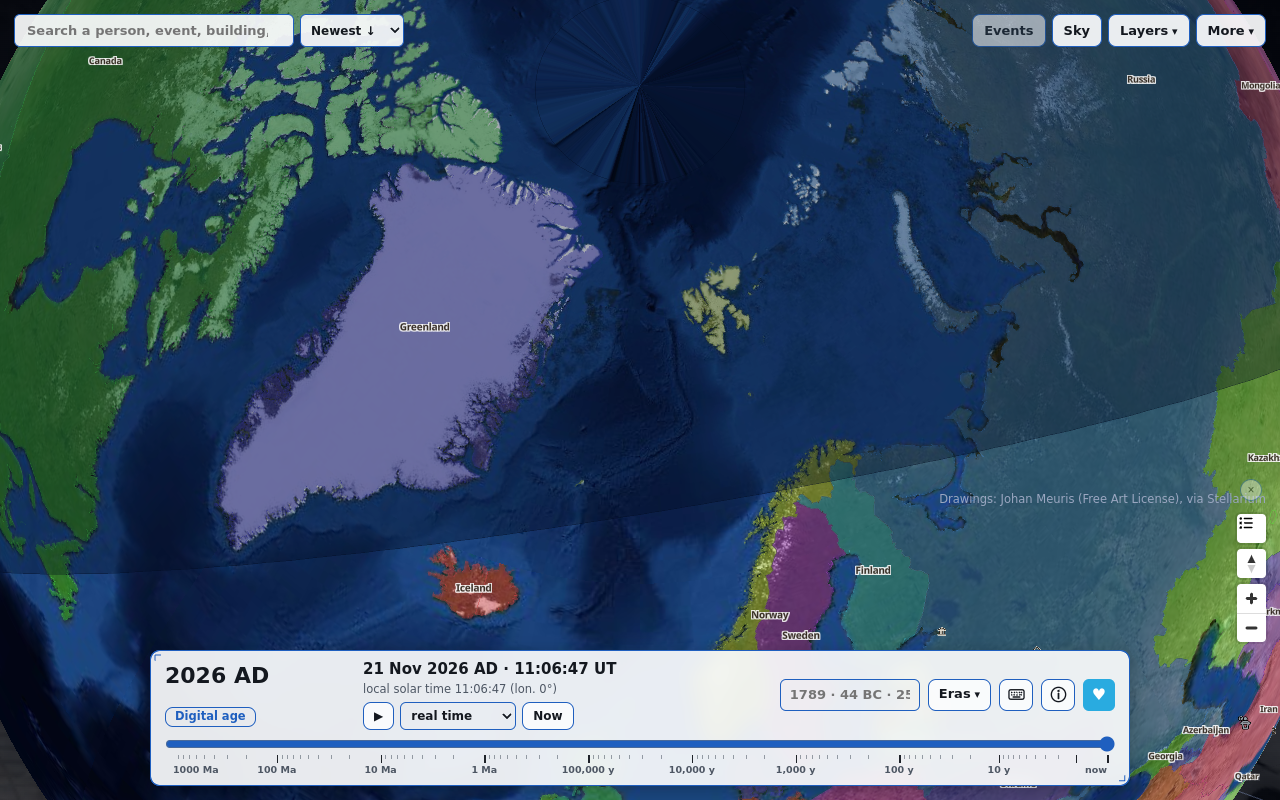 Search a person, event, building,
Newest ↓
Events
Sky
Layers ▾
More ▾
Canada
Russia
Mongolia
Greenland
Kazakh
Drawings: Johan Meuris (Free Art License), via Stellarium
Iceland
Finland
Norway
Sweden
Iran
Azerbaijan
Georgia
Qatar
2026 AD
Digital age
21 Nov 2026 AD · 11:06:47 UT
local solar time 11:06:47 (lon. 0°)
▶
real time
Now
1789 · 44 BC · 25
Eras ▾
1000 Ma
100 Ma
10 Ma
1 Ma
100,000 y
10,000 y
1,000 y
100 y
10 y
now